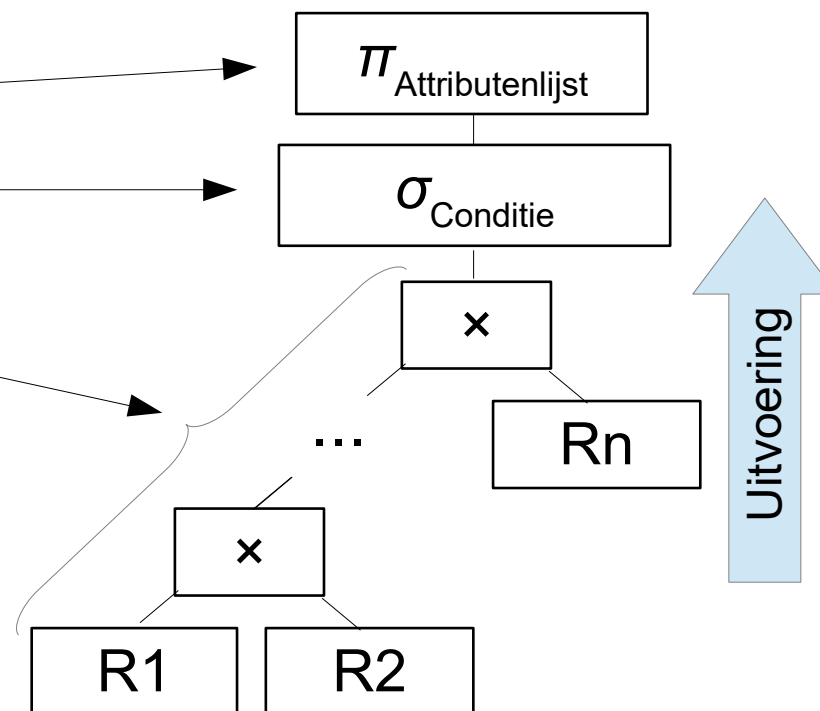 π Attributenlijst
σ Conditie
×
...
Rn
×
R1
R2
Uitvoering